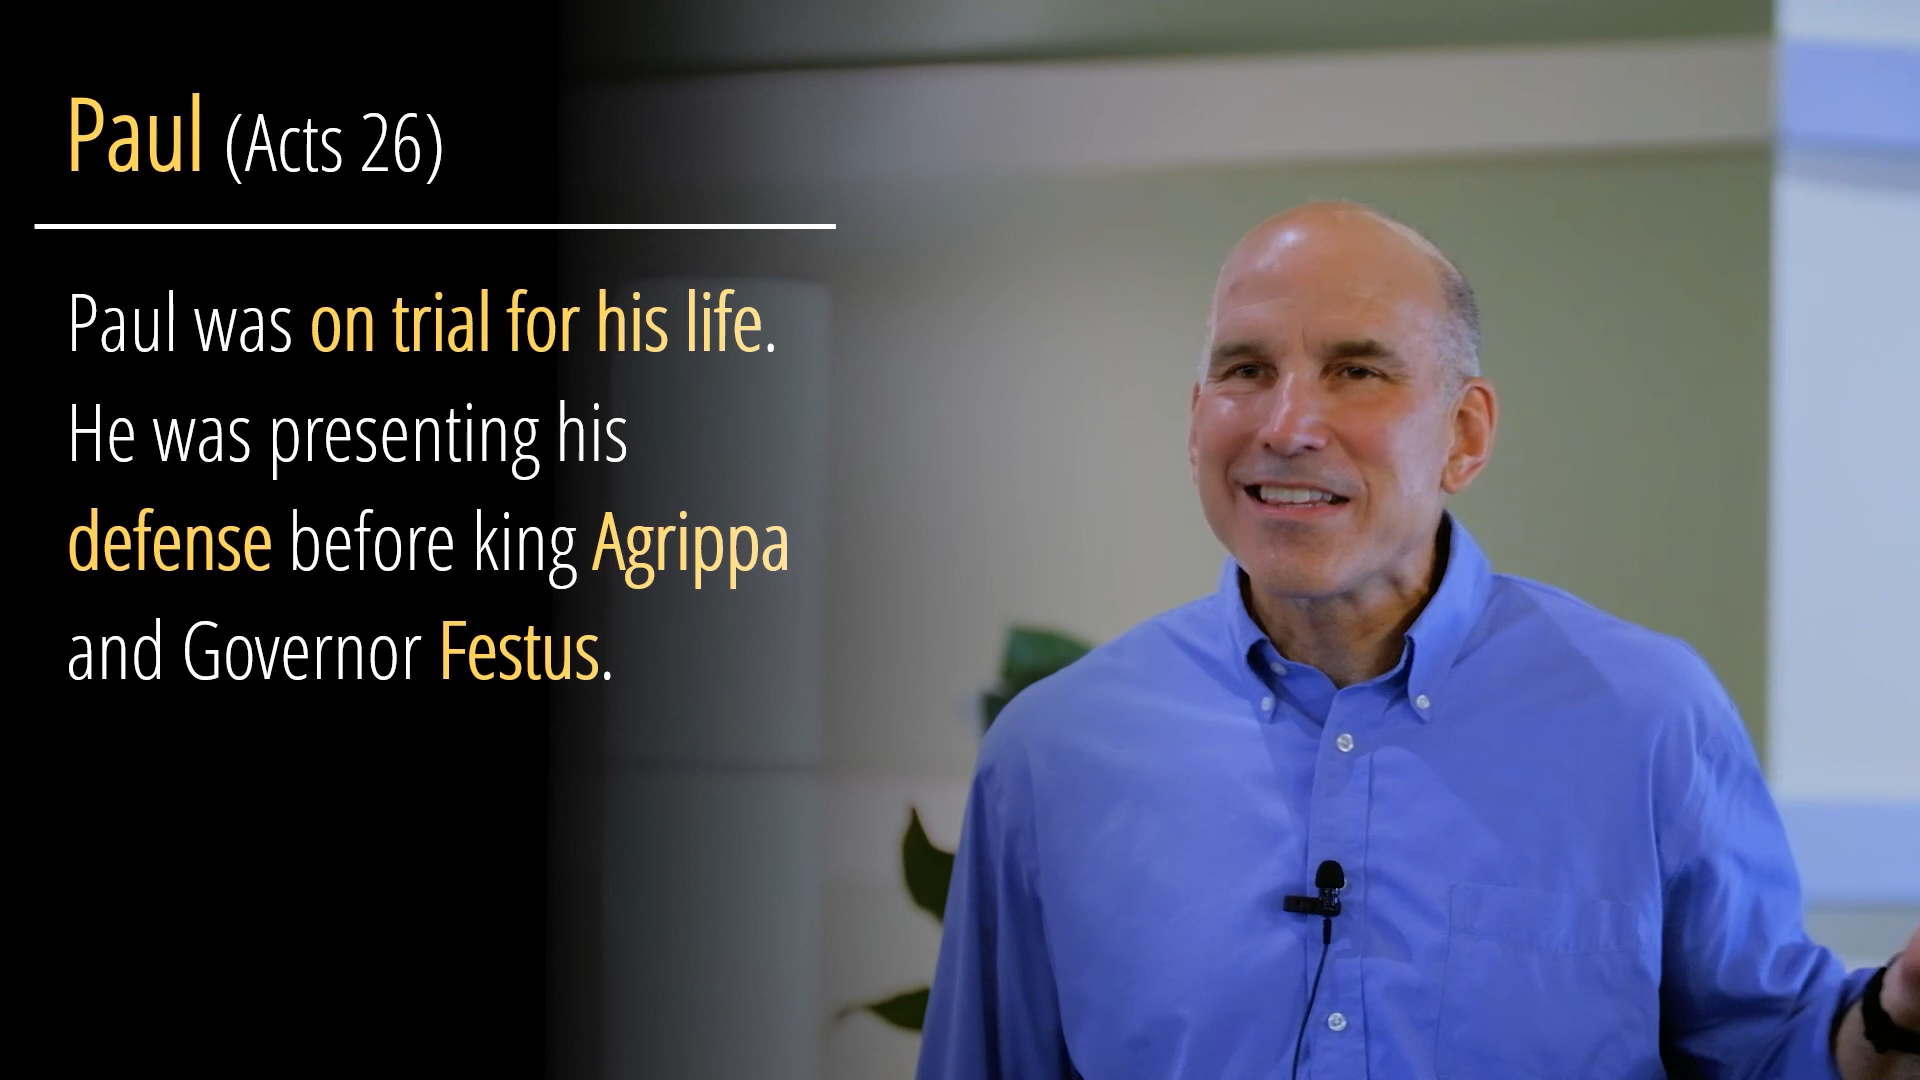 Paul (Acts 26)
Paul was on trial for his life.
He was presenting his
defense before king Agrippa
and Governor Festus.